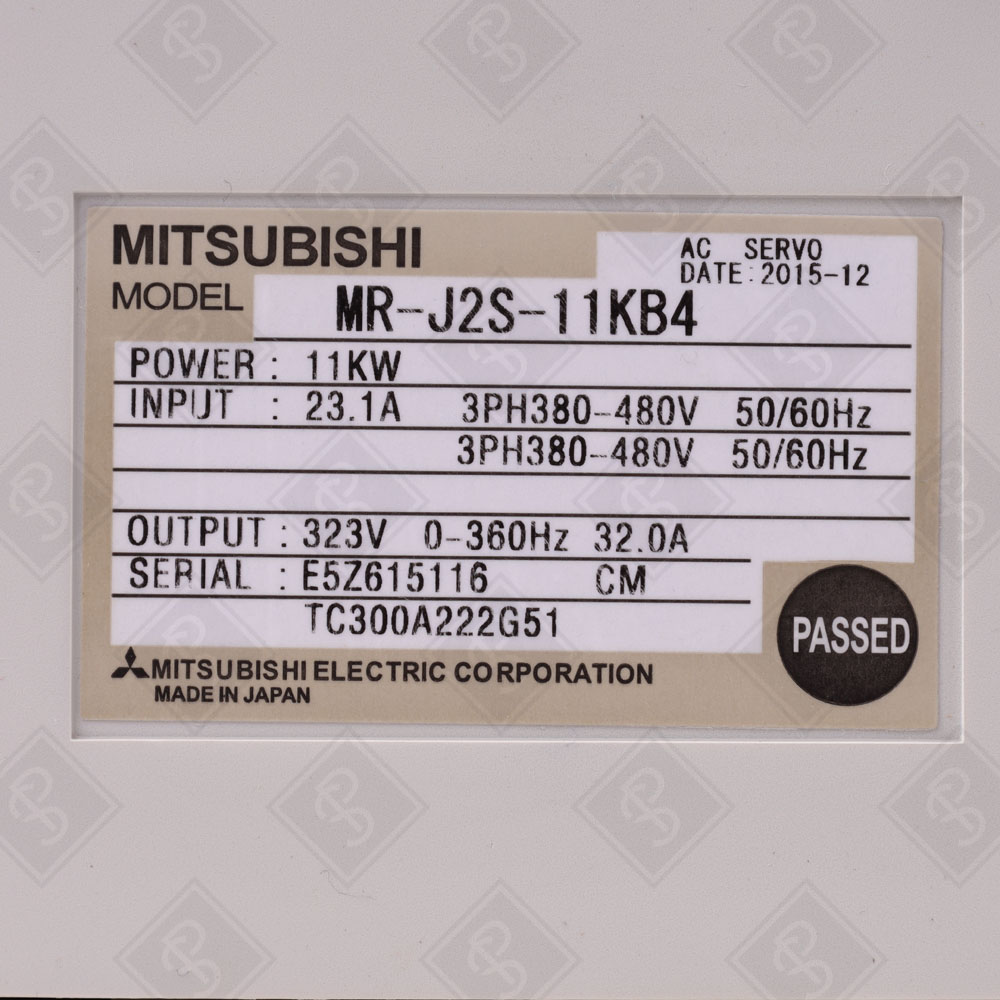 MITSUBISHI
AC SERVO
DATE:2015-12
MODEL MR-J2S-11KB4
POWER : 11KW
INPUT : 23.1A 3PH380-480V 50/60Hz
3PH380-480V 50/60Hz
OUTPUT : 323V 0-360Hz 32.0A
SERIAL : E5Z615116 CM
TC300A222G51
PASSED
MITSUBISHI ELECTRIC CORPORATION
MADE IN JAPAN